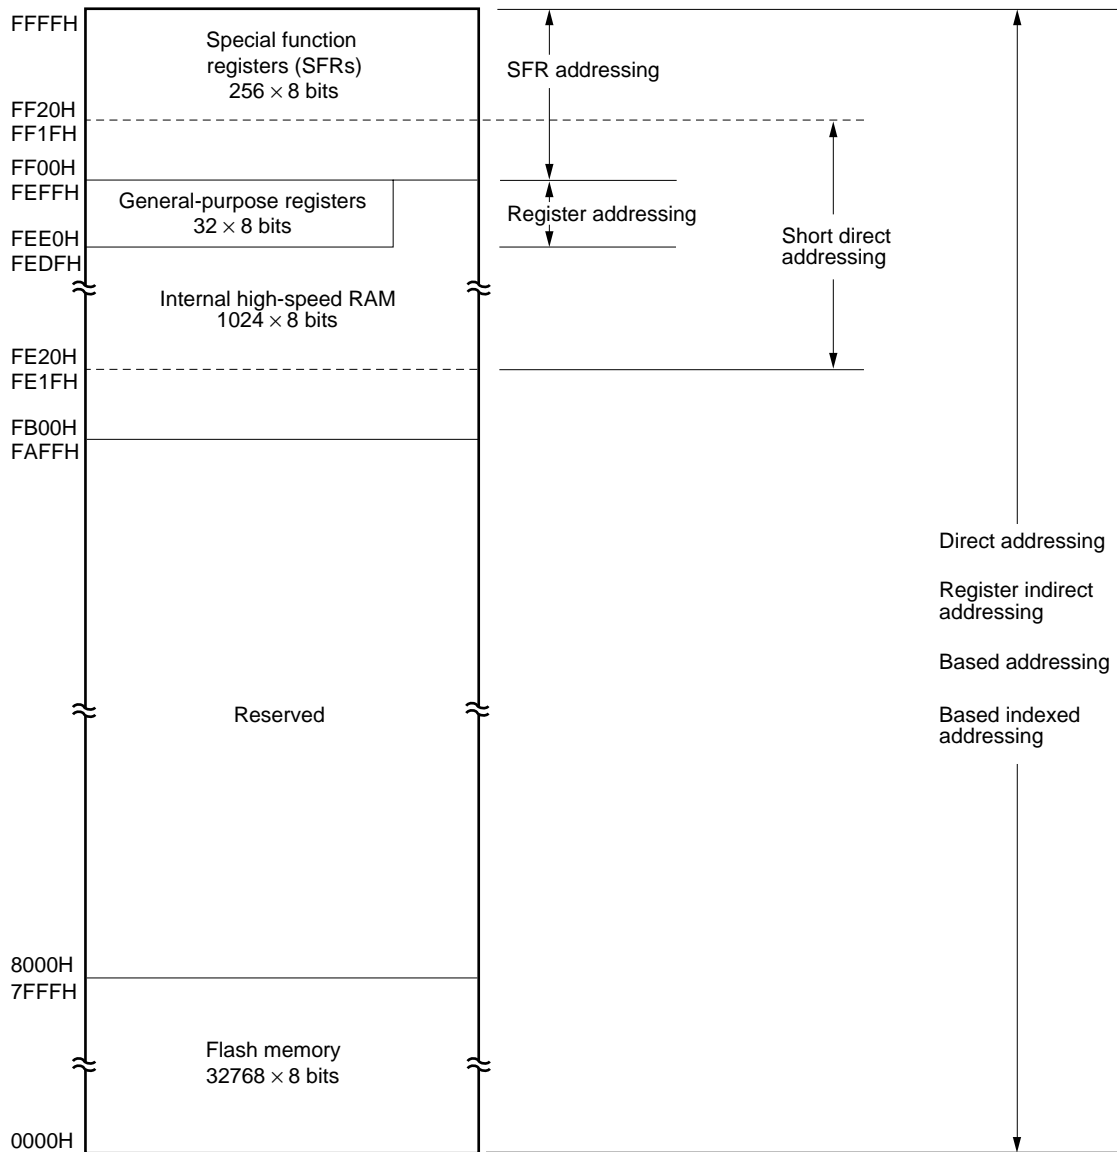 FFFFH
Special function
registers (SFRs)
256 × 8 bits
SFR addressing
FF20H
FF1FH
FF00H
FEFFH
General-purpose registers
32 × 8 bits
Register addressing
Short direct
addressing
FEE0H
FEDFH
Internal high-speed RAM
1024 × 8 bits
FE20H
FE1FH
FB00H
FAFFH
Direct addressing
Register indirect
addressing
Based addressing
Based indexed
addressing
Reserved
8000H
7FFFH
Flash memory
32768 × 8 bits
0000H